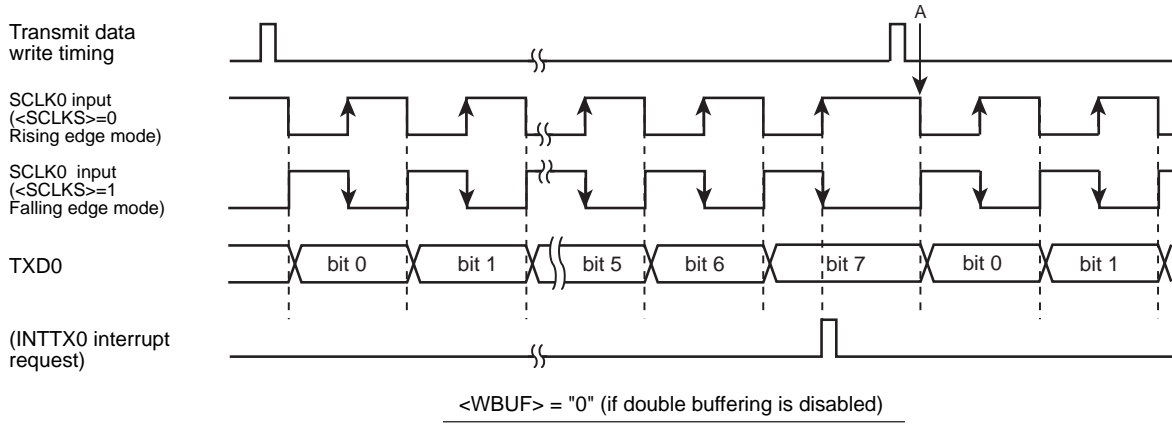 A
Transmit data
write timing
SCLK0 input
(<SCLKS>=0
Rising edge mode)
SCLK0 input
(<SCLKS>=1
Falling edge mode)
TXD0
bit 0
bit 1
bit 5
bit 6
bit 7
bit 0
bit 1
(INTTX0 interrupt
request)
<WBUF> = "0" (if double buffering is disabled)